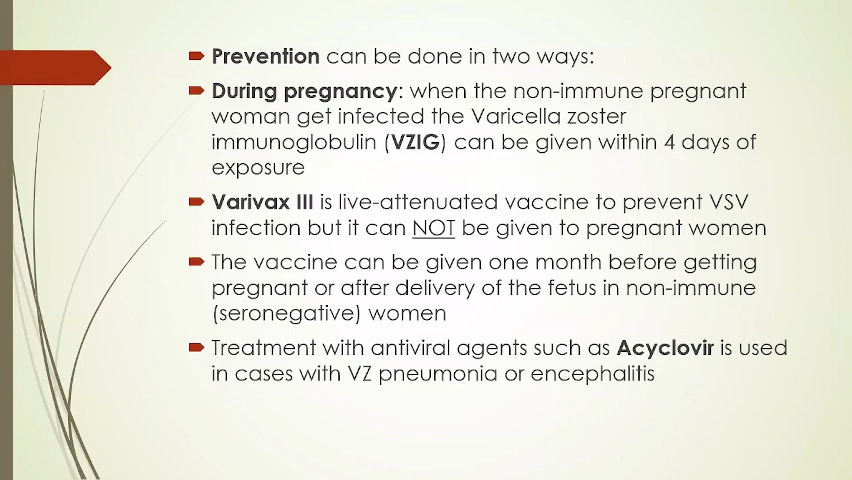 Prevention can be done in two ways:
During pregnancy: when the non-immune pregnant
woman get infected the Varicella zoster
immunoglobulin (VZIG) can be given within 4 days of
exposure
Varivax III is live-attenuated vaccine to prevent VSV
infection but it can NOT be given to pregnant women
The vaccine can be given one month before getting
pregnant or after delivery of the fetus in non-immune
(seronegative) women
Treatment with antiviral agents such as Acyclovir is used
in cases with VZ pneumonia or encephalitis